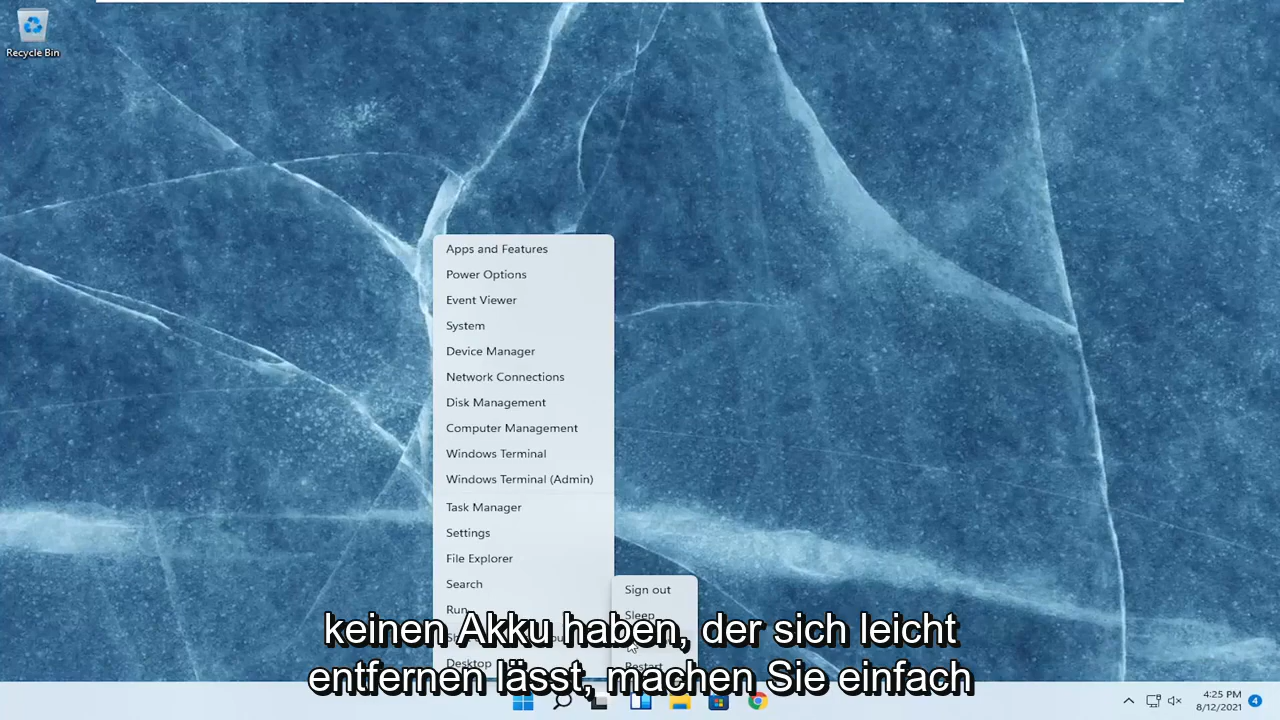 Recycle Bin
Apps and Features
Power Options
Event Viewer
System
Device Manager
Network Connections
Disk Management
Computer Management
Windows Terminal
Windows Terminal (Admin)
Task Manager
Settings
File Explorer
Search
Run
Desktop
Sign out
Sleep
Restart
keinen Akku haben, der sich leicht
entfernen lässt, machen Sie einfach
4:25 PM
8/12/2021
4